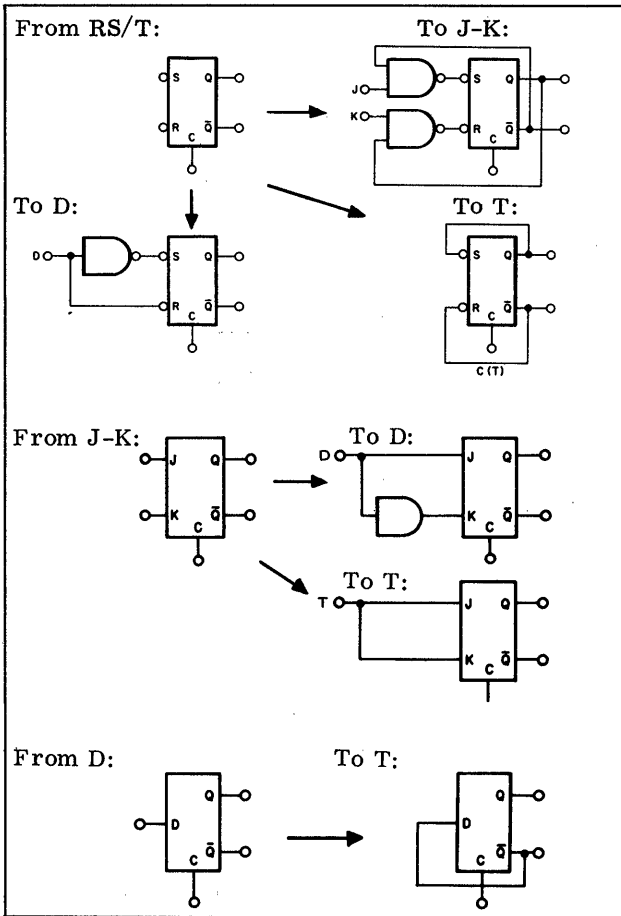 From RS/T:
To J-K:
S Q
R Q̄
C
J
K
S Q
R Q̄
C
To D:
To T:
D
S Q
R Q̄
C
S Q
R Q̄
C
C (T)
From J-K:
To D:
J Q
K Q̄
C
D
J Q
K Q̄
C
To T:
T
J Q
K Q̄
C
From D:
To T:
D
Q
Q̄
C
D
Q
Q̄
C